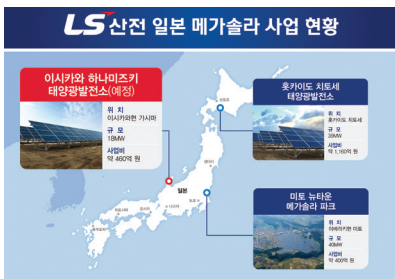 LS산전 일본 메가솔라 사업 현황
이시카와 하나미즈키
태양광발전소(예정)
위 치
이시카와현 가시마
규 모
18MW
사업비
약 460억 원
홋카이도 치토세
태양광발전소
위 치
홋카이도 치토세
규 모
39MW
사업비
약 1,160억 원
미토 뉴타운
메가솔라 파크
위 치
이바라키현 미토
규 모
40MW
사업비
약 400억 원
일본